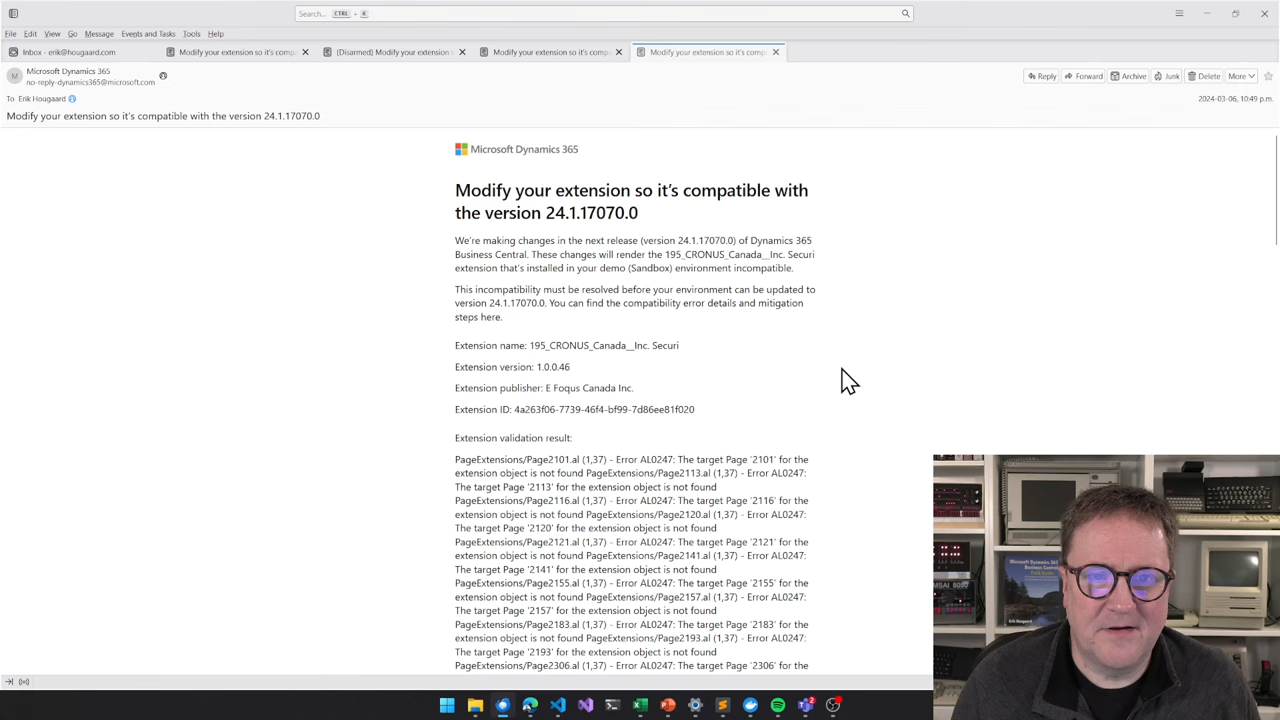 Search... CTRL + K
File Edit View Go Message Events and Tasks Tools Help
Inbox - erik@hougaard.com
Modify your extension so it's compa
[Disarmed] Modify your extension
Modify your extension so it's comp
Modify your extension so it's comp
M
Microsoft Dynamics 365
no-reply-dynamics365@microsoft.com
Reply Forward Archive Junk Delete More
To Erik Hougaard
2024-03-06, 10:49 p.m.
Modify your extension so it's compatible with the version 24.1.17070.0
Microsoft Dynamics 365
Modify your extension so it's compatible with
the version 24.1.17070.0
We're making changes in the next release (version 24.1.17070.0) of Dynamics 365
Business Central. These changes will render the 195_CRONUS_Canada__Inc. Securi
extension that's installed in your demo (Sandbox) environment incompatible.
This incompatibility must be resolved before your environment can be updated to
version 24.1.17070.0. You can find the compatibility error details and mitigation
steps here.
Extension name: 195_CRONUS_Canada__Inc. Securi
Extension version: 1.0.0.46
Extension publisher: E Foqus Canada Inc.
Extension ID: 4a263f06-7739-46f4-bf99-7d86ee81f020
Extension validation result:
PageExtensions/Page2101.al (1,37) - Error AL0247: The target Page '2101' for the
extension object is not found PageExtensions/Page2113.al (1,37) - Error AL0247:
The target Page '2113' for the extension object is not found
PageExtensions/Page2116.al (1,37) - Error AL0247: The target Page '2116' for the
extension object is not found PageExtensions/Page2120.al (1,37) - Error AL0247:
The target Page '2120' for the extension object is not found
PageExtensions/Page2121.al (1,37) - Error AL0247: The target Page '2121' for the
extension object is not found PageExtensions/Page2141.al (1,37) - Error AL0247:
The target Page '2141' for the extension object is not found
PageExtensions/Page2155.al (1,37) - Error AL0247: The target Page '2155' for the
extension object is not found PageExtensions/Page2157.al (1,37) - Error AL0247:
The target Page '2157' for the extension object is not found
PageExtensions/Page2183.al (1,37) - Error AL0247: The target Page '2183' for the
extension object is not found PageExtensions/Page2193.al (1,37) - Error AL0247:
The target Page '2193' for the extension object is not found
PageExtensions/Page2306.al (1,37) - Error AL0247: The target Page '2306' for the
IMSAI 8080
Microsoft Dynamics 365
Business Central
Field Guide
Erik Hougaard